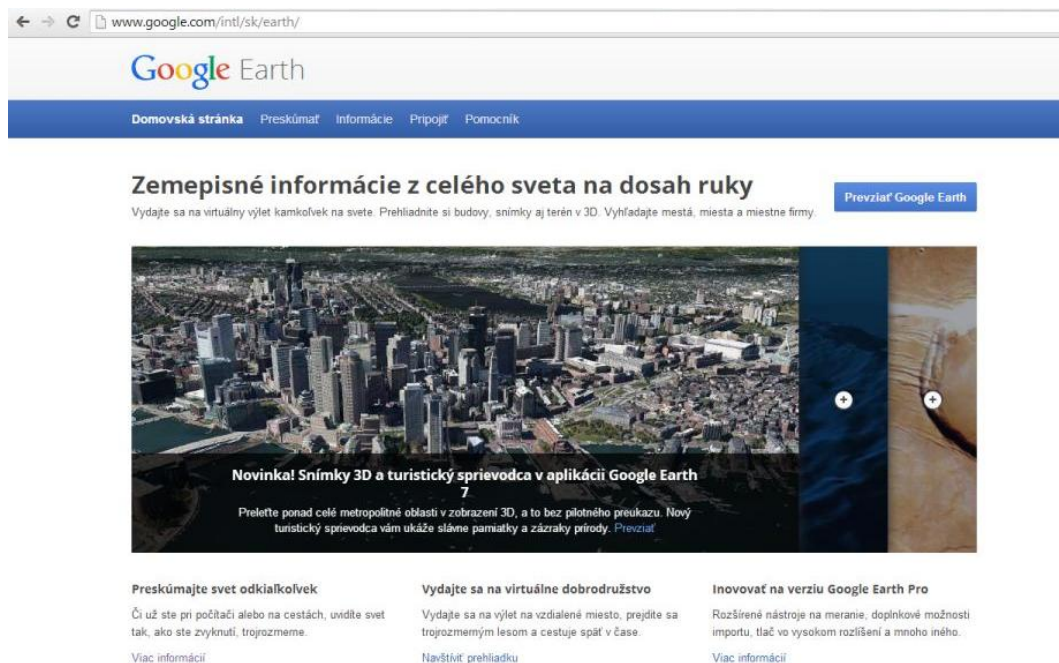 www.google.com/intl/sk/earth/
Google Earth
Domovská stránka Preskúmať Informácie Pripojiť Pomocník
Zemepisné informácie z celého sveta na dosah ruky
Vydajte sa na virtuálny výlet kamkoľvek na svete. Prehliadnite si budovy, snímky aj terén v 3D. Vyhľadajte mestá, miesta a miestne firmy.
Prevziať Google Earth
Novinka! Snímky 3D a turistický sprievodca v aplikácii Google Earth
7
Preleťte ponad celé metropolitné oblasti v zobrazení 3D, a to bez pilotného preukazu. Nový
turistický sprievodca vám ukáže slávne pamiatky a zázraky prírody. Prevziať
Preskúmajte svet odkiaľkoľvek
Či už ste pri počítači alebo na cestách, uvidíte svet
tak, ako ste zvyknutí, trojrozmerne.
Viac informácií
Vydajte sa na virtuálne dobrodružstvo
Vydajte sa na výlet na vzdialené miesto, prejdite sa
trojrozmerným lesom a cestuje späť v čase.
Navštíviť prehliadku
Inovovať na verziu Google Earth Pro
Rozšírené nástroje na meranie, doplnkové možnosti
importu, tlač vo vysokom rozlíšení a mnoho iného.
Viac informácií